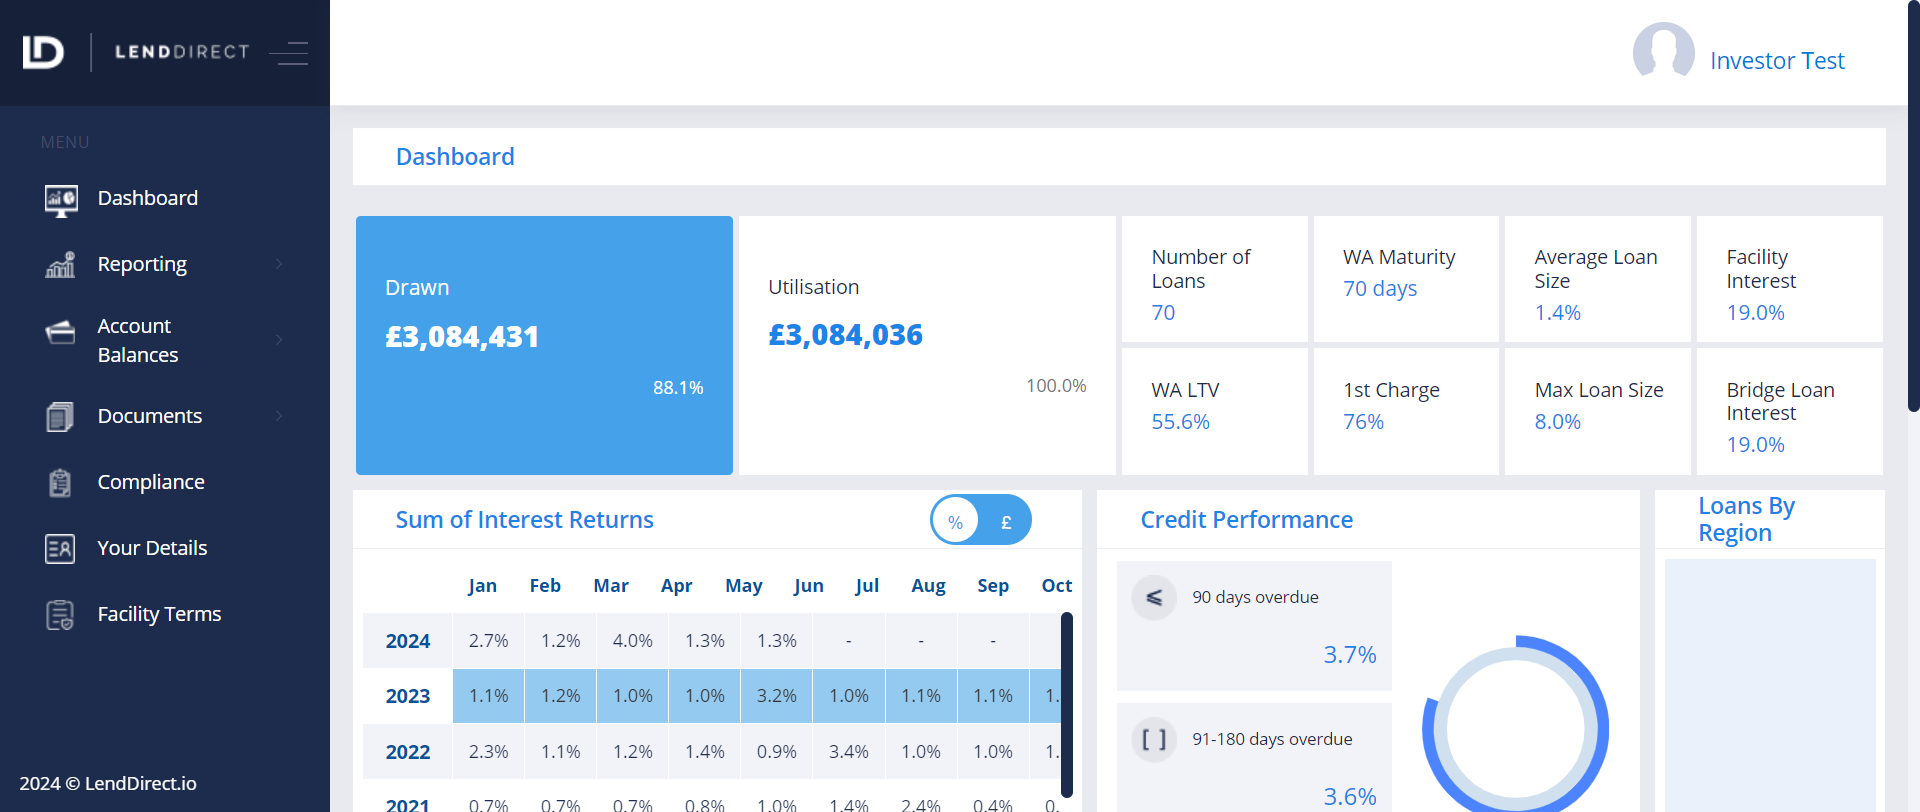 LENDDIRECT
Investor Test
MENU
Dashboard
Reporting
Account
Balances
Documents
Compliance
Your Details
Facility Terms
2024 © LendDirect.io
Dashboard
Drawn
£3,084,431
88.1%
Utilisation
£3,084,036
100.0%
Number of
Loans
70
WA Maturity
70 days
Average Loan
Size
1.4%
Facility
Interest
19.0%
WA LTV
55.6%
1st Charge
76%
Max Loan Size
8.0%
Bridge Loan
Interest
19.0%
Sum of Interest Returns
% £
Jan Feb Mar Apr May Jun Jul Aug Sep Oct
2024 2.7% 1.2% 4.0% 1.3% 1.3% - - -
2023 1.1% 1.2% 1.0% 1.0% 3.2% 1.0% 1.1% 1.1% 1.
2022 2.3% 1.1% 1.2% 1.4% 0.9% 3.4% 1.0% 1.0% 1.
2021 0.7% 0.7% 0.7% 0.8% 1.0% 1.4% 2.4% 0.4% 0.
Credit Performance
⩽ 90 days overdue
3.7%
[ ] 91-180 days overdue
3.6%
Loans By
Region